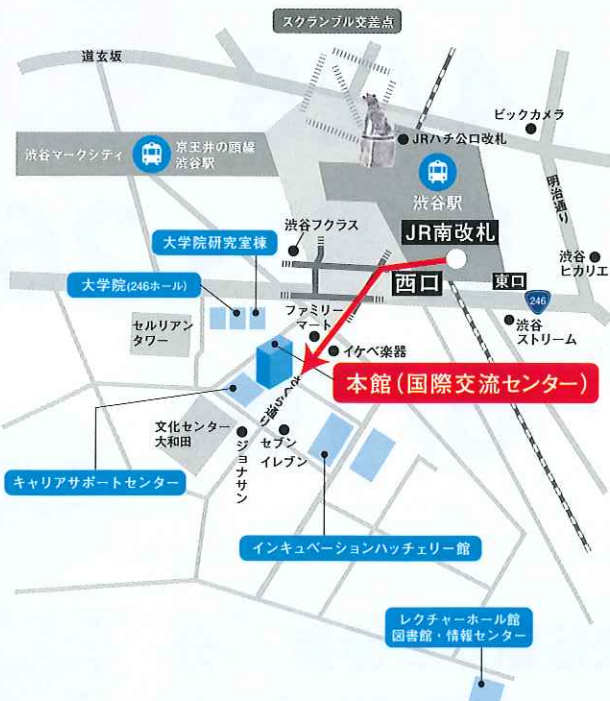 スクランブル交差点
道玄坂
ビックカメラ
JRハチ公口改札
渋谷マークシティ
京王井の頭線
渋谷駅
渋谷駅
明治通り
渋谷フクラス
JR南改札
大学院研究室棟
渋谷
ヒカリエ
西口
東口
大学院(246ホール)
246
ファミリー
マート
渋谷
ストリーム
セルリアン
タワー
イケベ楽器
本館(国際交流センター)
さくら通り
文化センター
大和田
セブン
イレブン
ジョナサン
キャリアサポートセンター
インキュベーションハッチェリー館
レクチャーホール館
図書館・情報センター